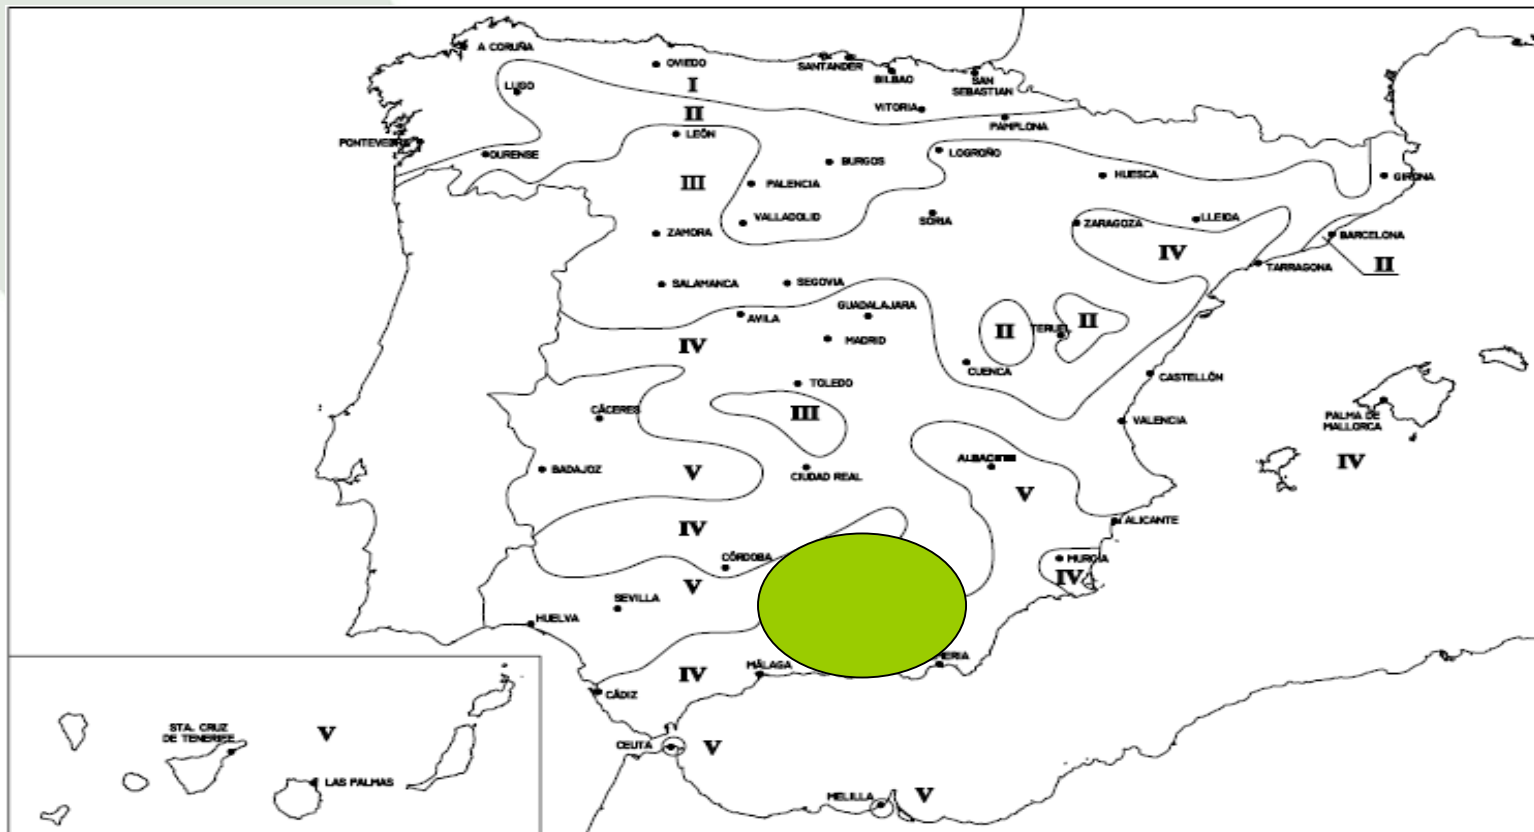 A CORUÑA
OVIEDO
SANTANDER
BILBAO
SAN
SEBASTIAN
LUGO
I
VITORIA
II
PAMPLONA
PONTEVEDRA
LEÓN
OURENSE
BURGOS
LOGROÑO
III
PALENCIA
HUESCA
GIRONA
VALLADOLID
SORIA
ZARAGOZA
LLEIDA
ZAMORA
BARCELONA
IV
II
TARRAGONA
SALAMANCA
SEGOVIA
GUADALAJARA
AVILA
II
TERUEL
II
IV
MADRID
CUENCA
CASTELLÓN
TOLEDO
CÁCERES
III
VALENCIA
PALMA DE
MALLORCA
ALBACETE
IV
BADAJOZ
V
CIUDAD REAL
V
IV
ALICANTE
CÓRDOBA
MURCIA
IV
V
SEVILLA
HUELVA
MERIA
MÁLAGA
IV
CÁDIZ
STA. CRUZ
DE TENERIFE
V
CEUTA
V
LAS PALMAS
MELILLA
V